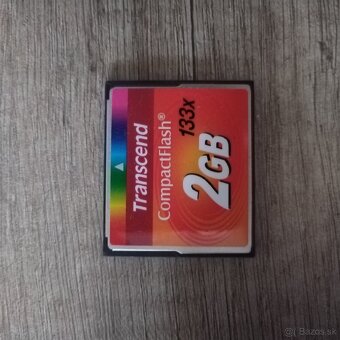 Transcend
CompactFlash®
133x
2GB
Bazos.sk